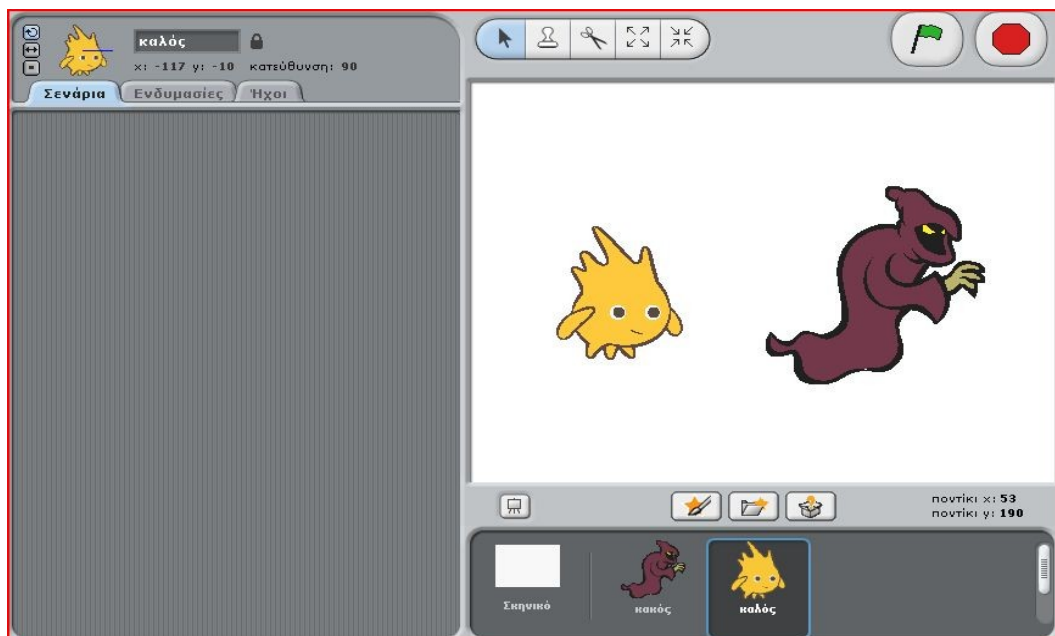 καλός
x: -117 y: -10 κατεύθυνση: 90
Σενάρια Ενδυμασίες Ήχοι
ποντίκι x: 53
ποντίκι y: 190
Σκηνικό κακός καλός